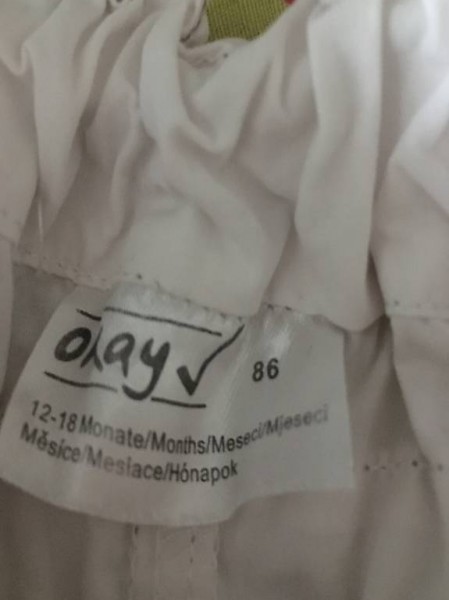 okay
86
12-18 Monate/Months/Meseci/Mjeseci
Měsíce/Mesiace/Hónapok